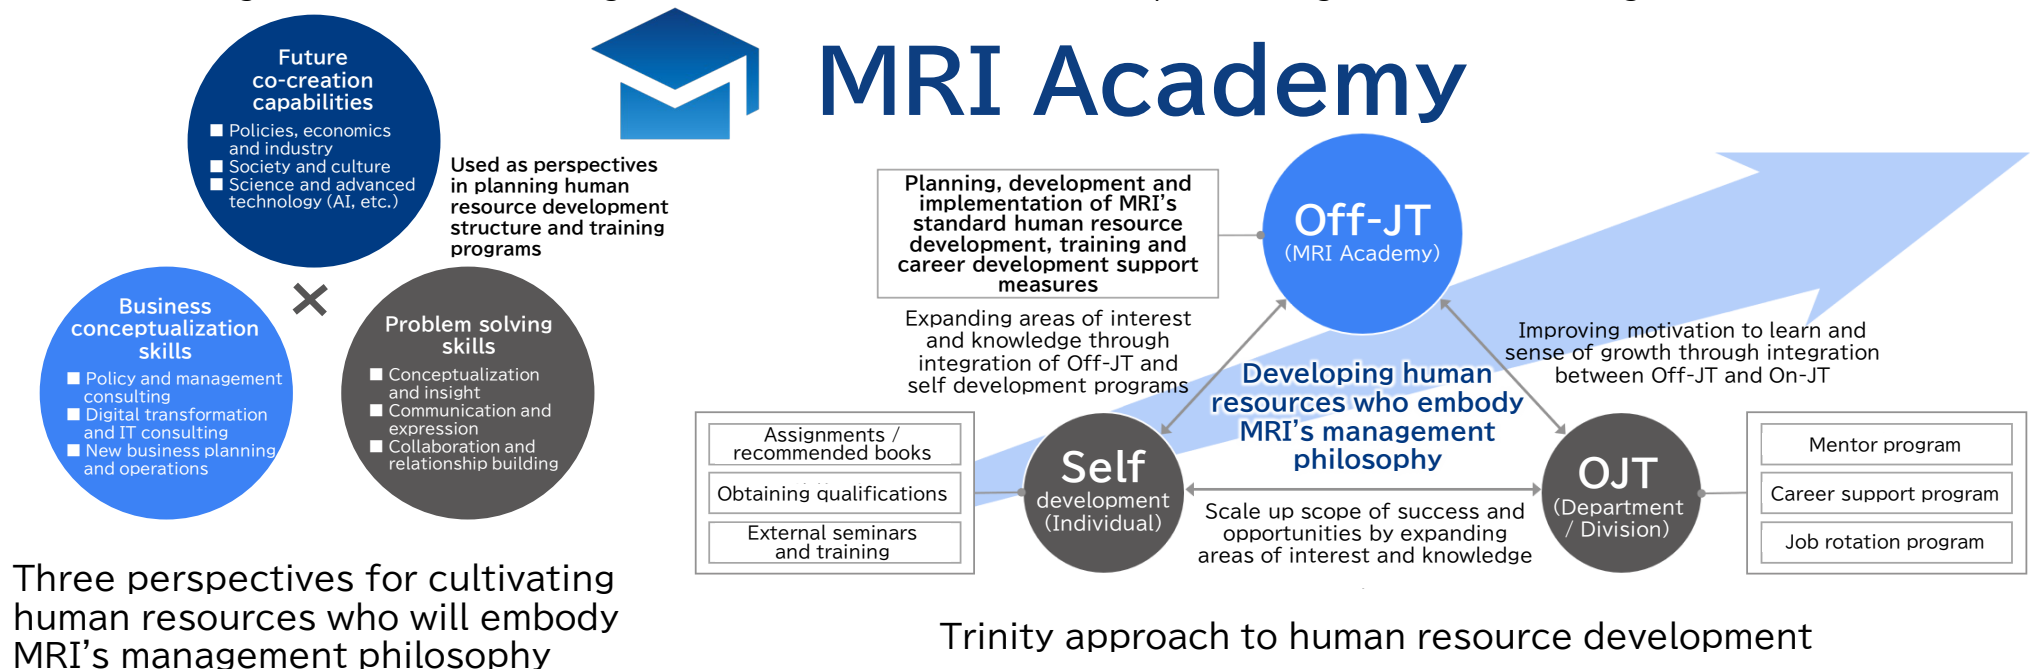 Future
co-creation
capabilities
■ Policies, economics
and industry
■ Society and culture
■ Science and advanced
technology (AI, etc.)
Used as perspectives
in planning human
resource development
structure and training
programs
Business
conceptualization
skills
■ Policy and management
consulting
■ Digital transformation
and IT consulting
■ New business planning
and operations
×
Problem solving
skills
■ Conceptualization
and insight
■ Communication and
expression
■ Collaboration and
relationship building
Three perspectives for cultivating
human resources who will embody
MRI's management philosophy
MRI Academy
Planning, development and
implementation of MRI's
standard human resource
development, training and
career development support
measures
Off-JT
(MRI Academy)
Expanding areas of interest
and knowledge through
integration of Off-JT and
self development programs
Improving motivation to learn and
sense of growth through integration
between Off-JT and On-JT
Developing human
resources who embody
MRI's management
philosophy
Assignments /
recommended books
Obtaining qualifications
External seminars
and training
Self
development
(Individual)
Scale up scope of success and
opportunities by expanding
areas of interest and knowledge
OJT
(Department
/ Division)
Mentor program
Career support program
Job rotation program
Trinity approach to human resource development